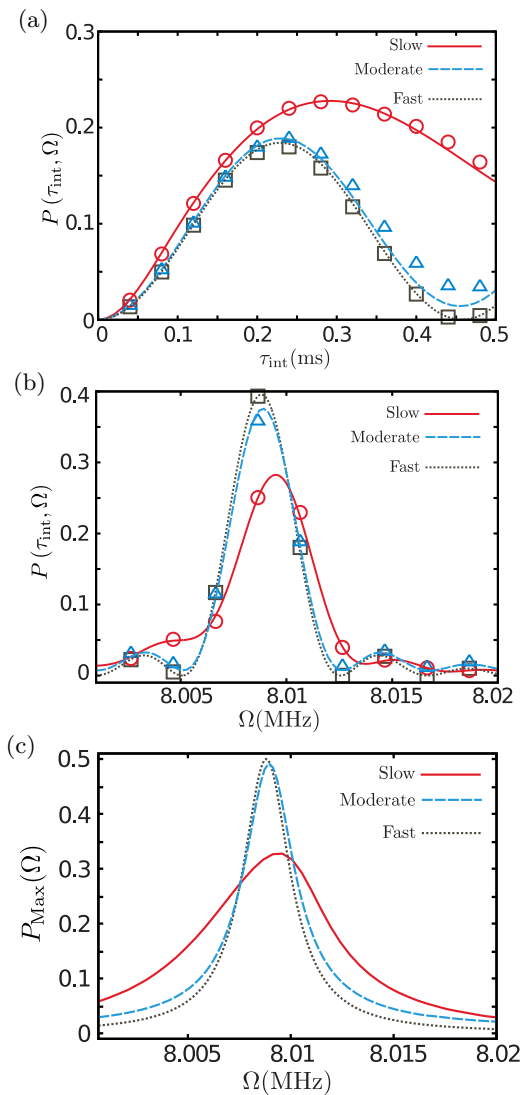 (a)
0.3
0.2
0.1
0
P (τint, Ω)
Slow
Moderate
Fast
0 0.1 0.2 0.3 0.4 0.5
τint(ms)
(b)
0.4
0.3
0.2
0.1
0
P (τint, Ω)
Slow
Moderate
Fast
8.005 8.01 8.015 8.02
Ω(MHz)
(c)
0.5
0.4
0.3
0.2
0.1
0
PMax(Ω)
Slow
Moderate
Fast
8.005 8.01 8.015 8.02
Ω(MHz)